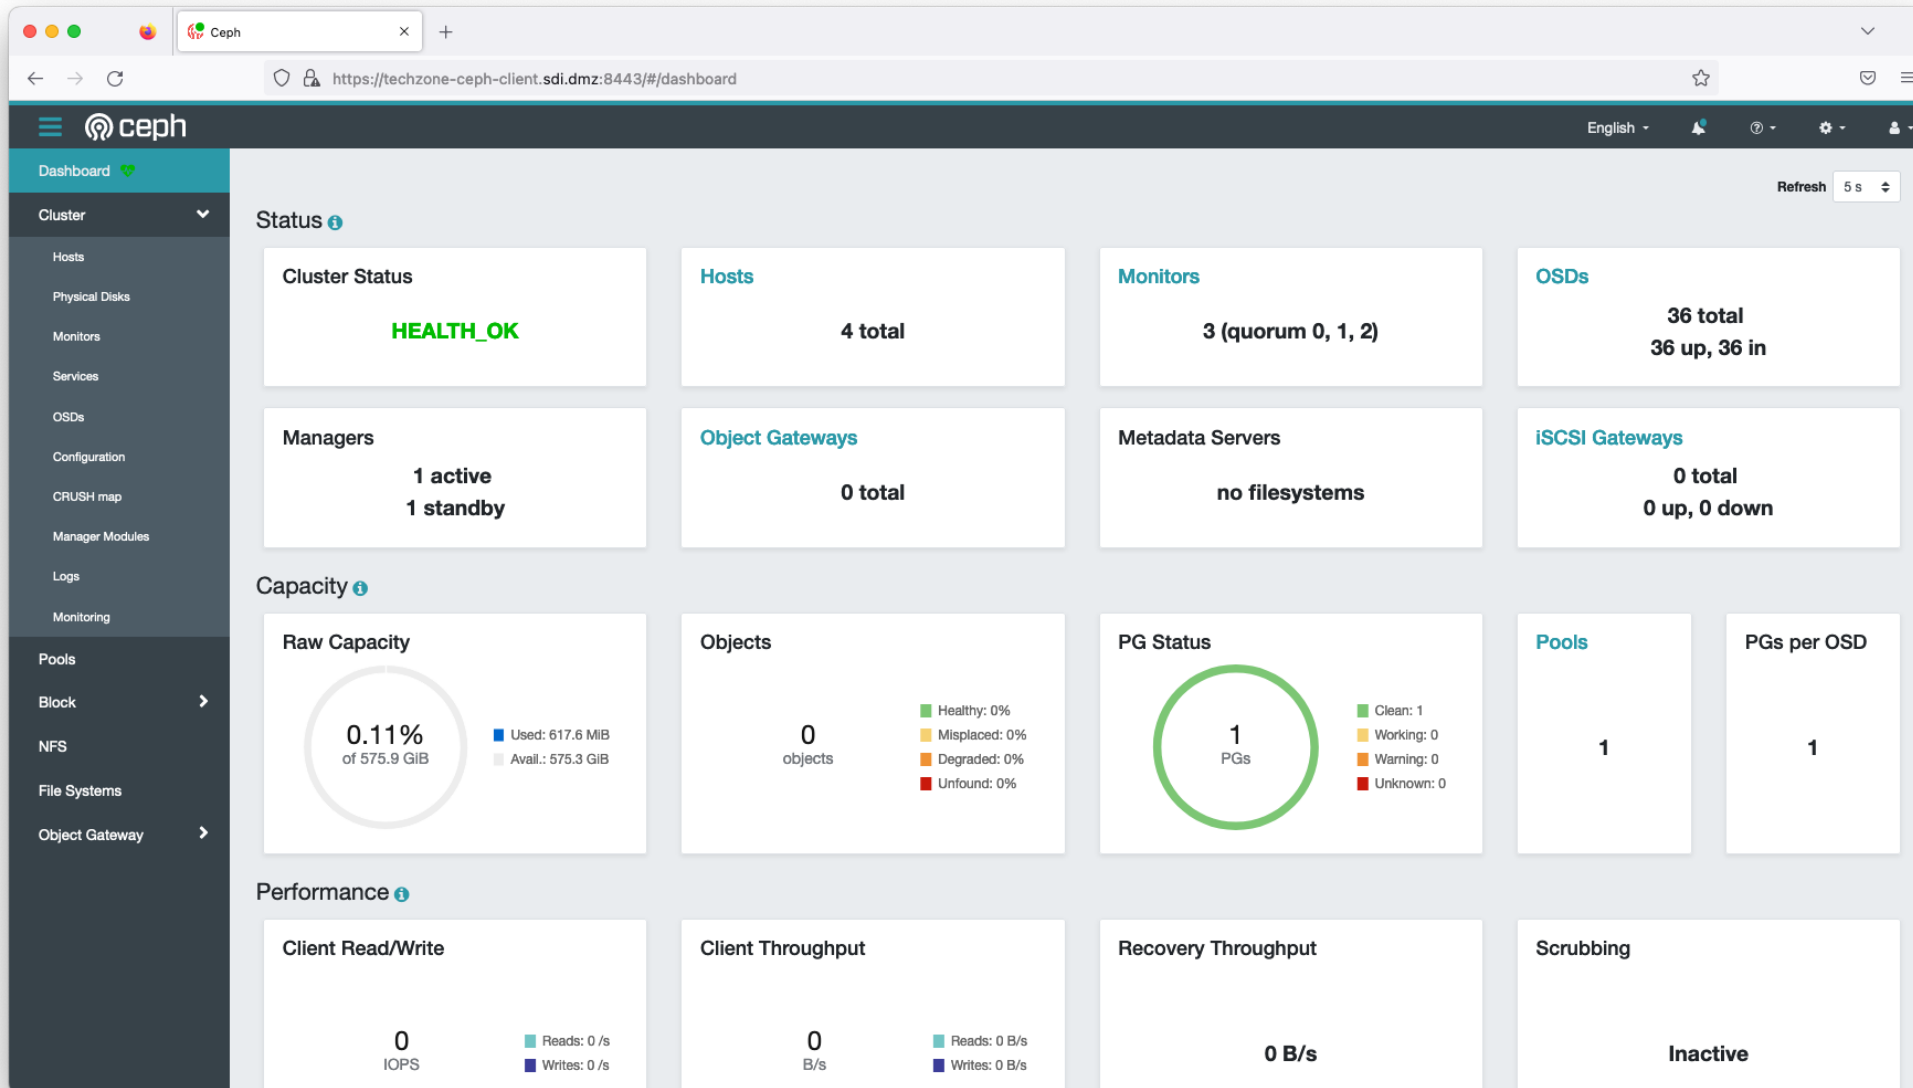 Ceph
https://techzone-ceph-client.sdi.dmz:8443/#/dashboard
ceph
English
Dashboard
Cluster
Hosts
Physical Disks
Monitors
Services
OSDs
Configuration
CRUSH map
Manager Modules
Logs
Monitoring
Pools
Block
NFS
File Systems
Object Gateway
Refresh 5 s
Status
Cluster Status
HEALTH_OK
Hosts
4 total
Monitors
3 (quorum 0, 1, 2)
OSDs
36 total
36 up, 36 in
Managers
1 active
1 standby
Object Gateways
0 total
Metadata Servers
no filesystems
iSCSI Gateways
0 total
0 up, 0 down
Capacity
Raw Capacity
0.11%
of 575.9 GiB
Used: 617.6 MiB
Avail.: 575.3 GiB
Objects
0
objects
Healthy: 0%
Misplaced: 0%
Degraded: 0%
Unfound: 0%
PG Status
1
PGs
Clean: 1
Working: 0
Warning: 0
Unknown: 0
Pools
1
PGs per OSD
1
Performance
Client Read/Write
0
IOPS
Reads: 0 /s
Writes: 0 /s
Client Throughput
0
B/s
Reads: 0 B/s
Writes: 0 B/s
Recovery Throughput
0 B/s
Scrubbing
Inactive